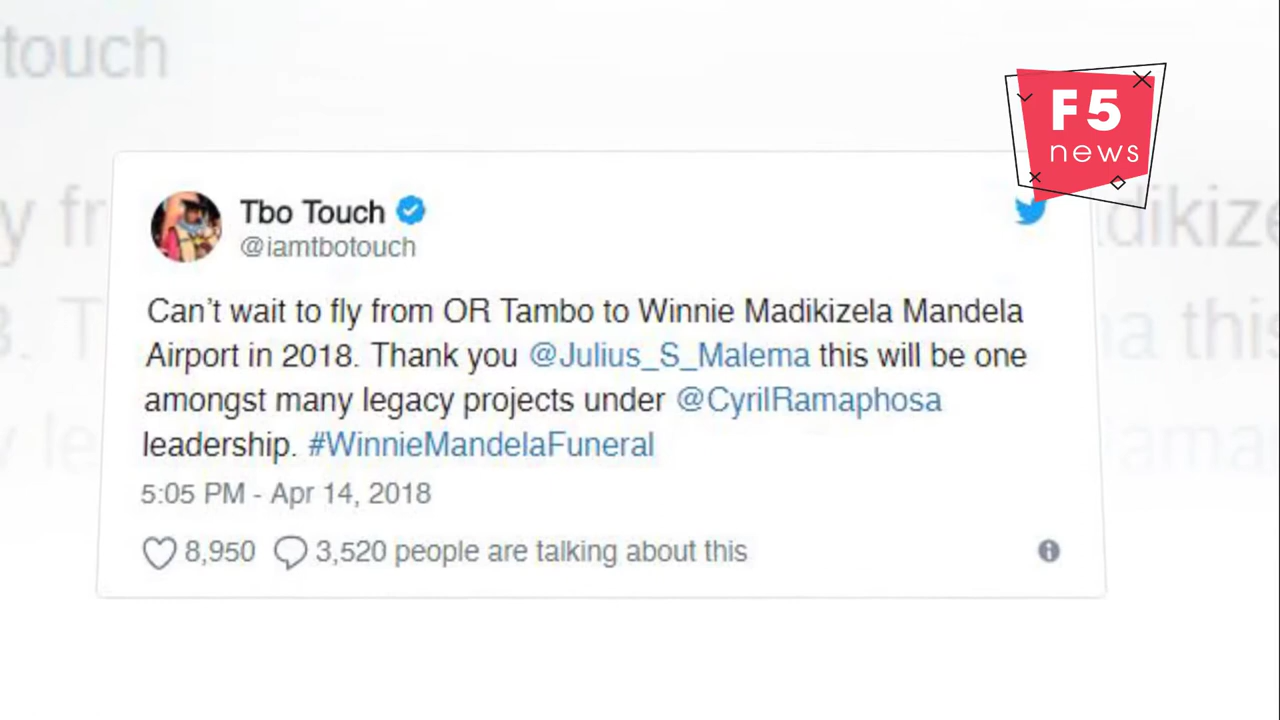 touch
F5
news
Tbo Touch
@iamtbotouch
Can't wait to fly from OR Tambo to Winnie Madikizela Mandela
Airport in 2018. Thank you @Julius_S_Malema this will be one
amongst many legacy projects under @CyrilRamaphosa
leadership. #WinnieMandelaFuneral
5:05 PM - Apr 14, 2018
8,950 3,520 people are talking about this